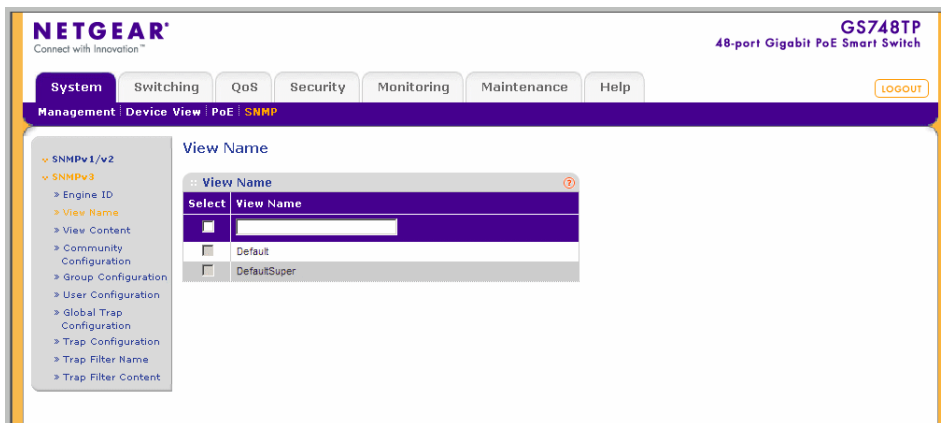 NETGEAR®
Connect with Innovation™
GS748TP
48-port Gigabit PoE Smart Switch
System Switching QoS Security Monitoring Maintenance Help LOGOUT
Management Device View PoE SNMP
SNMPv1/v2
SNMPv3
» Engine ID
» View Name
» View Content
» Community
Configuration
» Group Configuration
» User Configuration
» Global Trap
Configuration
» Trap Configuration
» Trap Filter Name
» Trap Filter Content
View Name
View Name ?
Select View Name
Default
DefaultSuper